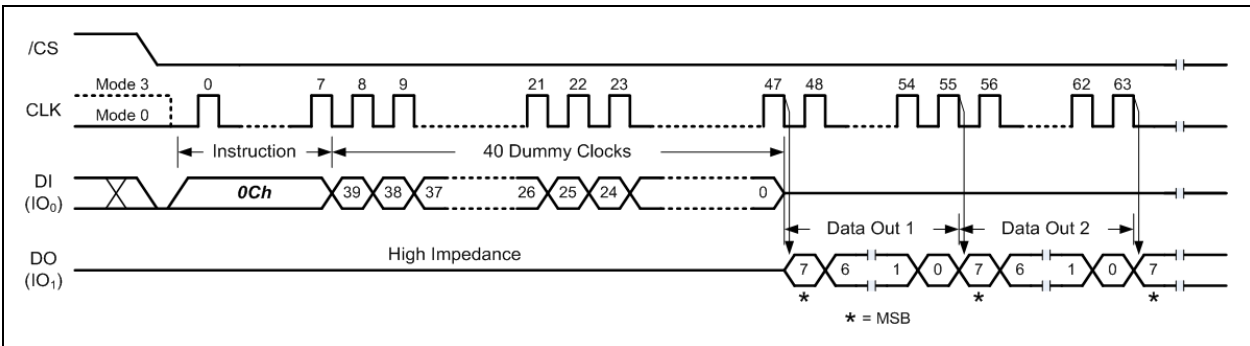 /CS
Mode 3 0 7 8 9 21 22 23 47 48 54 55 56 62 63
CLK
Mode 0
Instruction 40 Dummy Clocks
DI
(IO₀)
0Ch 39 38 37 26 25 24 0
Data Out 1 Data Out 2
High Impedance
DO
(IO₁)
7 6 1 0 7 6 1 0 7
* * *
* = MSB